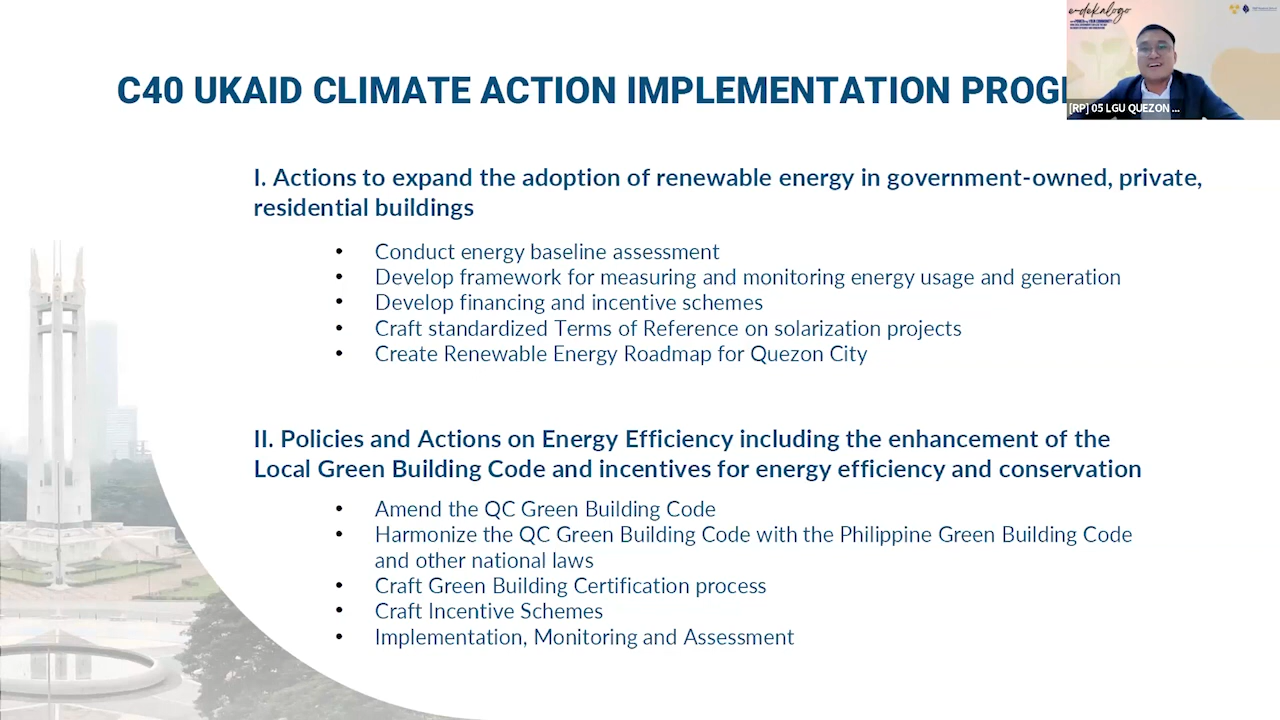 e-dekalogo
C40 UKAID CLIMATE ACTION IMPLEMENTATION
[RP] 05 LGU QUEZON ...
I. Actions to expand the adoption of renewable energy in government-owned, private,
residential buildings
• Conduct energy baseline assessment
• Develop framework for measuring and monitoring energy usage and generation
• Develop financing and incentive schemes
• Craft standardized Terms of Reference on solarization projects
• Create Renewable Energy Roadmap for Quezon City
II. Policies and Actions on Energy Efficiency including the enhancement of the
Local Green Building Code and incentives for energy efficiency and conservation
• Amend the QC Green Building Code
• Harmonize the QC Green Building Code with the Philippine Green Building Code
and other national laws
• Craft Green Building Certification process
• Craft Incentive Schemes
• Implementation, Monitoring and Assessment